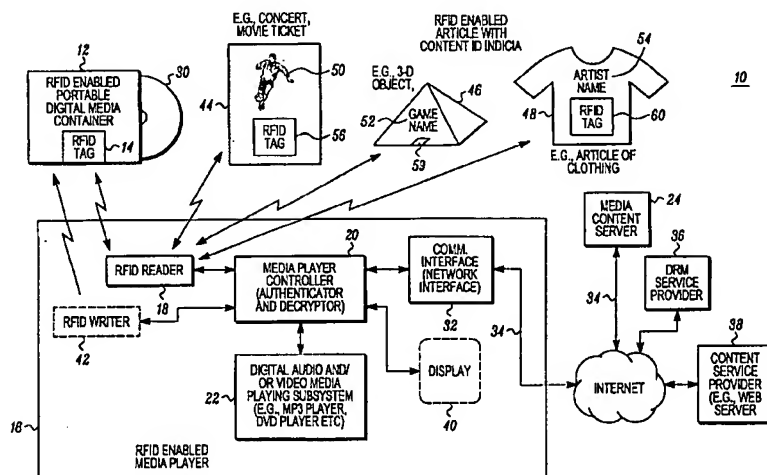 E.G., CONCERT,
MOVIE TICKET
RFID ENABLED
ARTICLE WITH
CONTENT ID INDICIA
12
30
RFID ENABLED
PORTABLE
DIGITAL MEDIA
CONTAINER
RFID
TAG
14
50
44
RFID
TAG
56
E.G., 3-D
OBJECT,
46
52
GAME
NAME
53
54
ARTIST
NAME
48
RFID
TAG
60
E.G., ARTICLE OF
CLOTHING
10
MEDIA
CONTENT
SERVER
24
20
RFID READER
18
MEDIA PLAYER
CONTROLLER
(AUTHENTICATOR
AND DECRYPTOR)
COMM.
INTERFACE
(NETWORK
INTERFACE)
32
34
36
DRM
SERVICE
PROVIDER
34
RFID WRITER
42
DIGITAL AUDIO AND/
OR VIDEO MEDIA
PLAYING SUBSYSTEM
(E.G., MP3 PLAYER,
DVD PLAYER ETC)
22
DISPLAY
40
INTERNET
38
CONTENT
SERVICE
PROVIDER
(E.G., WEB
SERVER
16
RFID ENABLED
MEDIA PLAYER